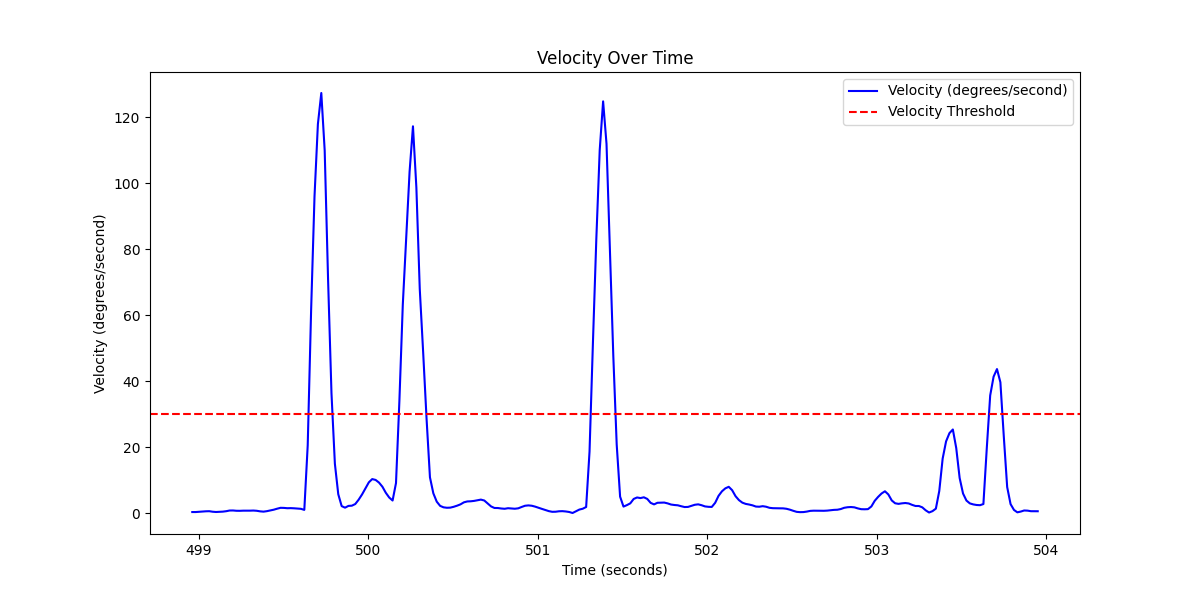 Velocity Over Time
Velocity (degrees/second)
Velocity Threshold
120
100
80
60
40
20
0
Velocity (degrees/second)
499
500
501
502
503
504
Time (seconds)